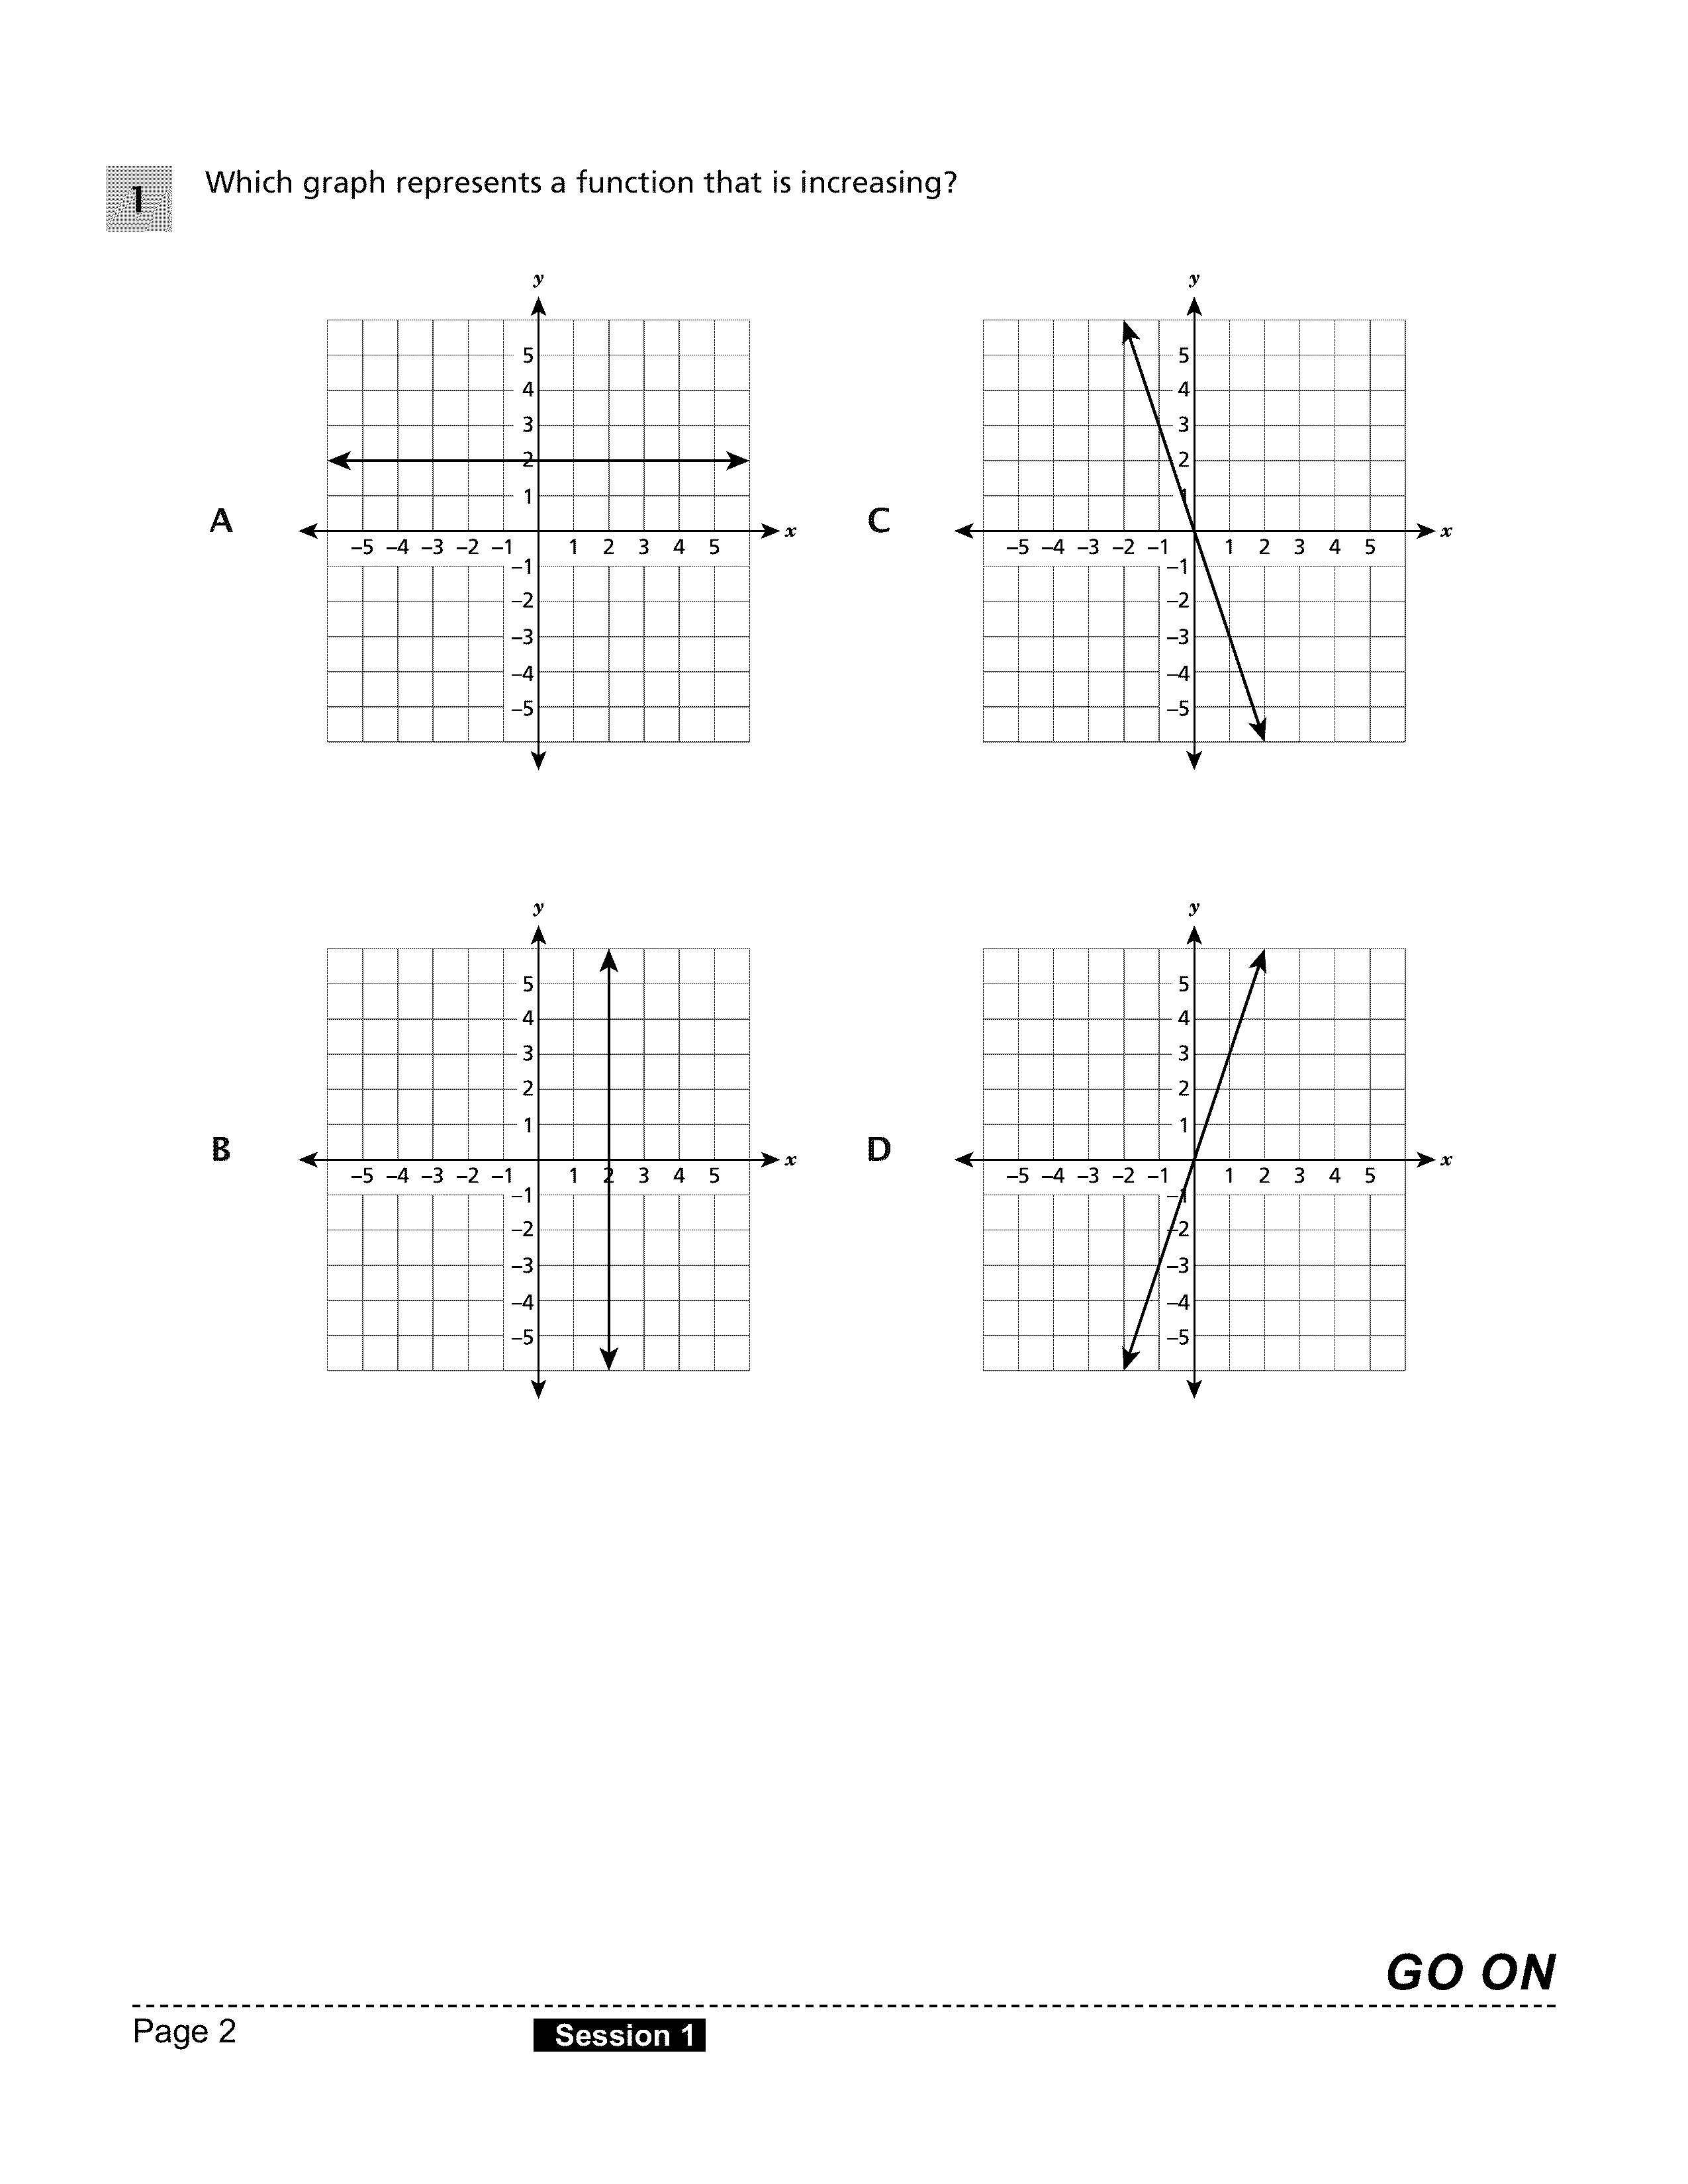 1
Which graph represents a function that is increasing?
A
y
5
4
3
2
1
–5 –4 –3 –2 –1 1 2 3 4 5 x
–1
–2
–3
–4
–5
C
y
5
4
3
2
1
–5 –4 –3 –2 –1 1 2 3 4 5 x
–1
–2
–3
–4
–5
B
y
5
4
3
2
1
–5 –4 –3 –2 –1 1 2 3 4 5 x
–1
–2
–3
–4
–5
D
y
5
4
3
2
1
–5 –4 –3 –2 –1 1 2 3 4 5 x
–1
–2
–3
–4
–5
GO ON
Page 2 Session 1